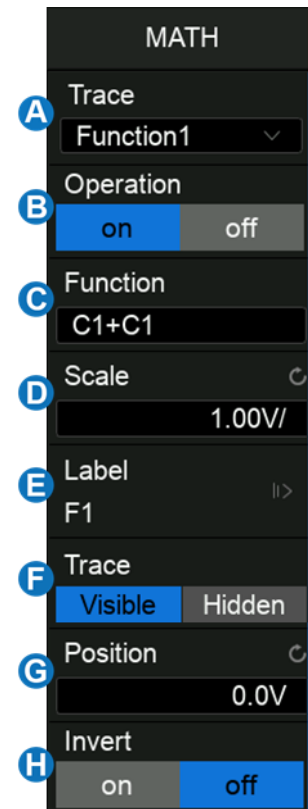 MATH
A
Trace
Function1
B
Operation
on off
C
Function
C1+C1
D
Scale
1.00V/
E
Label
F1
F
Trace
Visible Hidden
G
Position
0.0V
H
Invert
on off